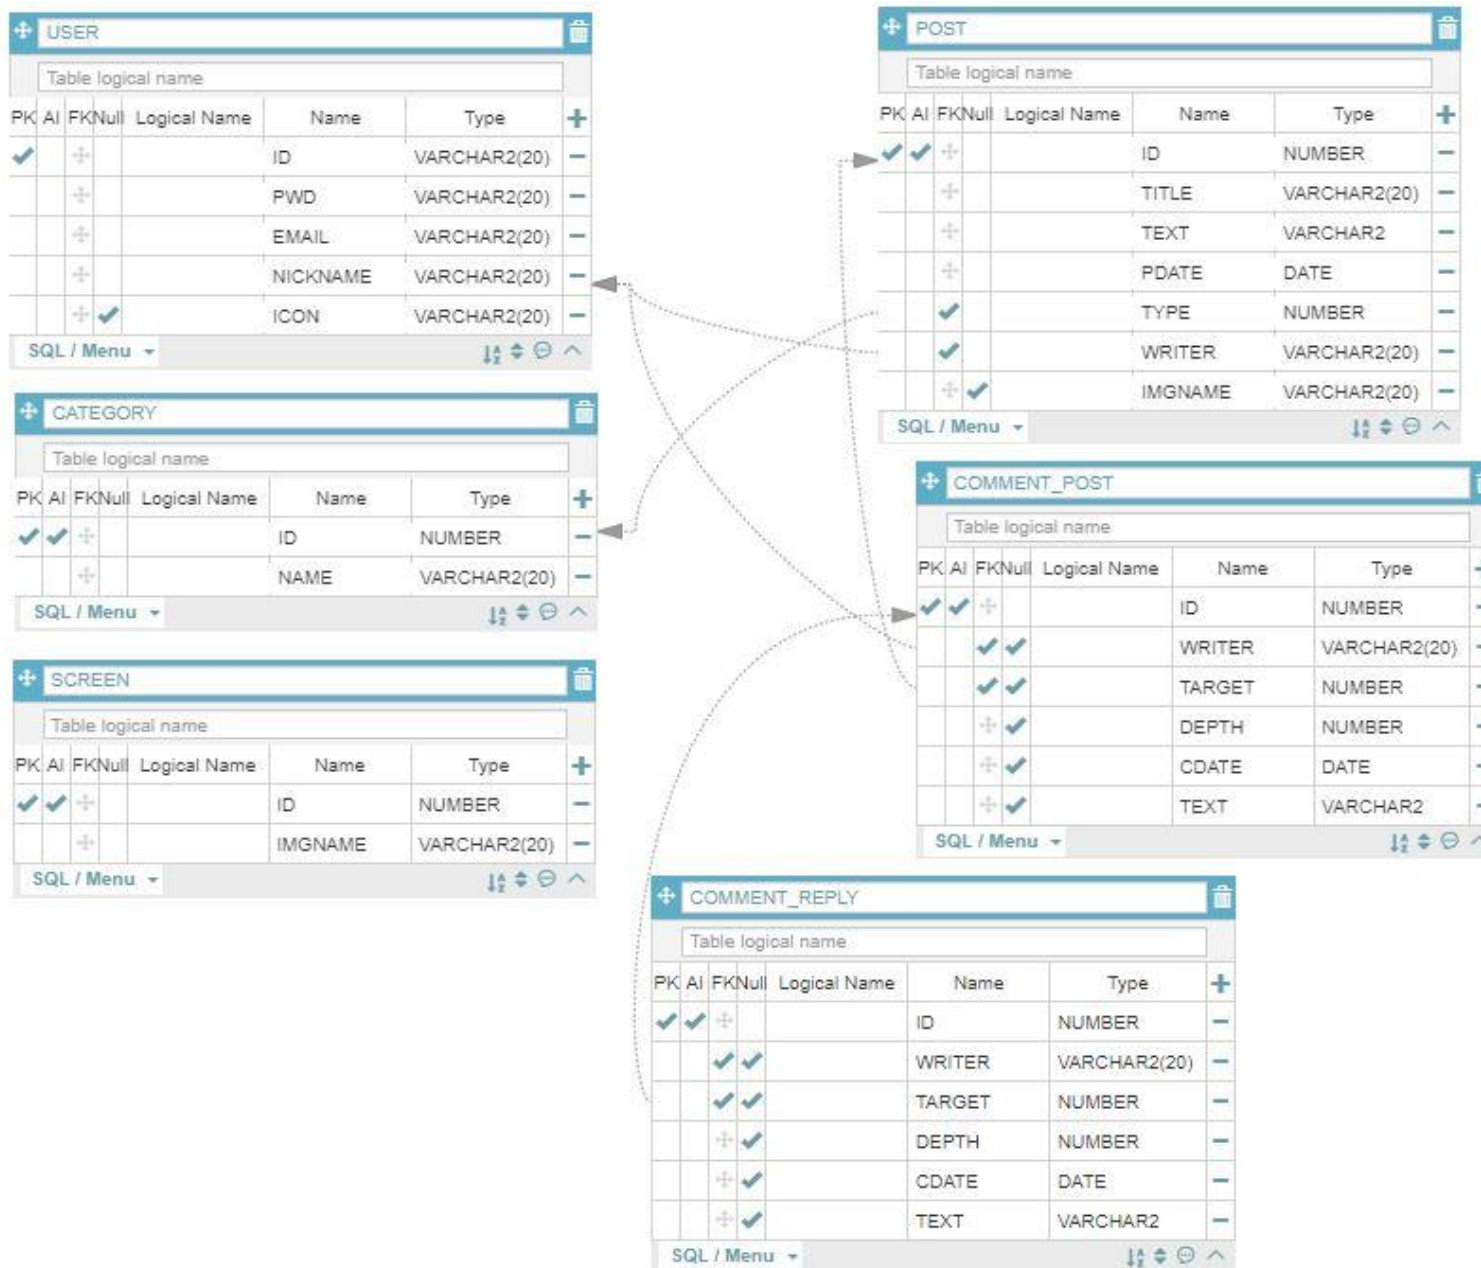 USER
Table logical name
PK AI FK Null Logical Name Name Type
ID VARCHAR2(20)
PWD VARCHAR2(20)
EMAIL VARCHAR2(20)
NICKNAME VARCHAR2(20)
ICON VARCHAR2(20)
SQL / Menu
CATEGORY
Table logical name
PK AI FK Null Logical Name Name Type
ID NUMBER
NAME VARCHAR2(20)
SQL / Menu
SCREEN
Table logical name
PK AI FK Null Logical Name Name Type
ID NUMBER
IMGNAME VARCHAR2(20)
SQL / Menu
POST
Table logical name
PK AI FK Null Logical Name Name Type
ID NUMBER
TITLE VARCHAR2(20)
TEXT VARCHAR2
PDATE DATE
TYPE NUMBER
WRITER VARCHAR2(20)
IMGNAME VARCHAR2(20)
SQL / Menu
COMMENT_POST
Table logical name
PK AI FK Null Logical Name Name Type
ID NUMBER
WRITER VARCHAR2(20)
TARGET NUMBER
DEPTH NUMBER
CDATE DATE
TEXT VARCHAR2
SQL / Menu
COMMENT_REPLY
Table logical name
PK AI FK Null Logical Name Name Type
ID NUMBER
WRITER VARCHAR2(20)
TARGET NUMBER
DEPTH NUMBER
CDATE DATE
TEXT VARCHAR2
SQL / Menu